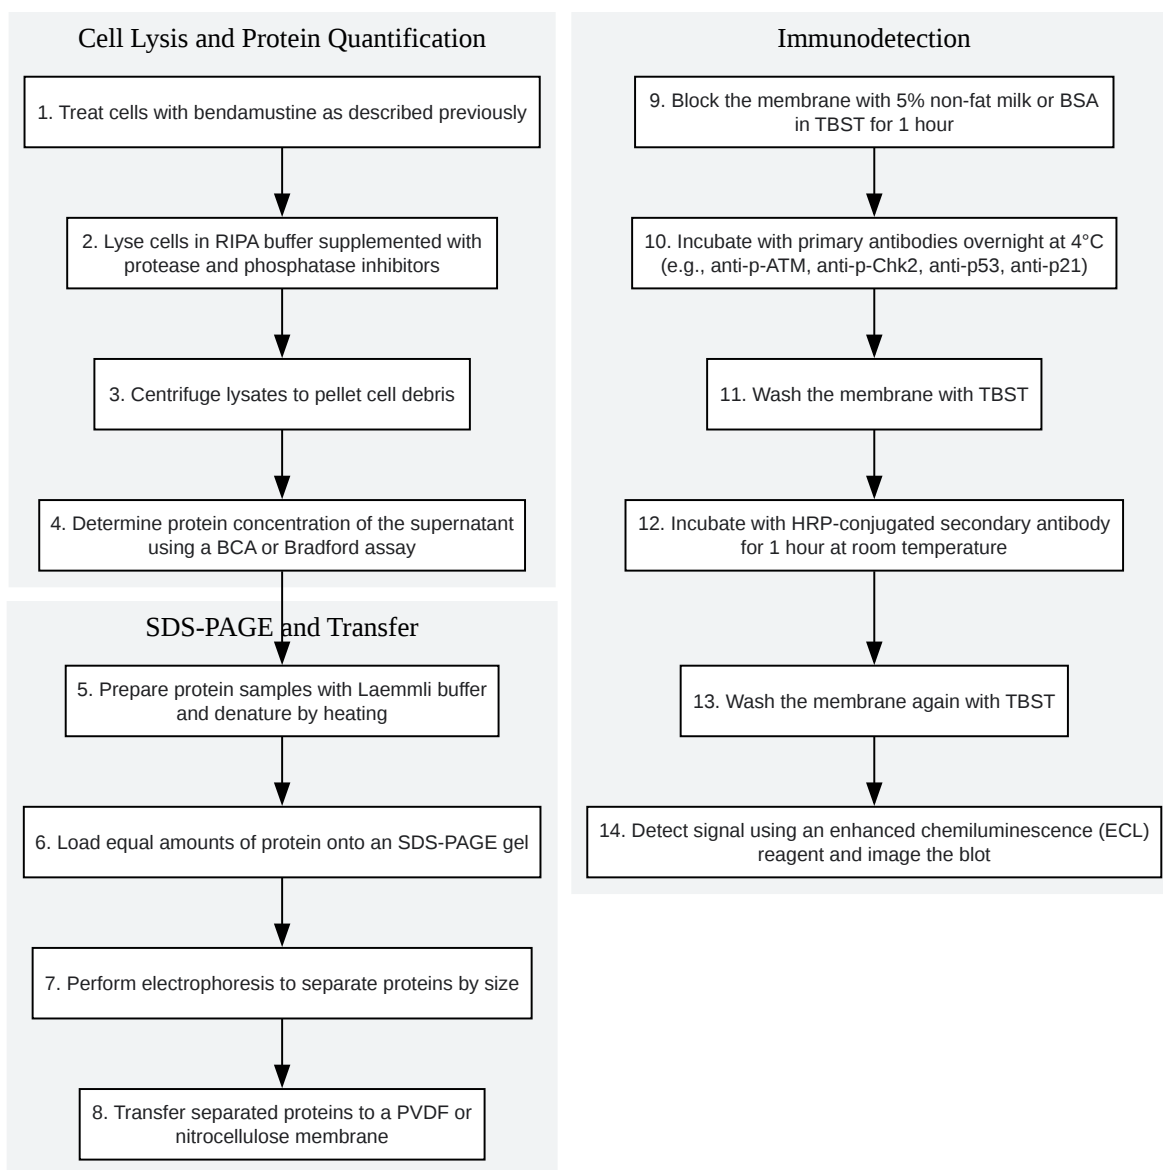 Cell Lysis and Protein Quantification
1. Treat cells with bendamustine as described previously
2. Lyse cells in RIPA buffer supplemented with
protease and phosphatase inhibitors
3. Centrifuge lysates to pellet cell debris
4. Determine protein concentration of the supernatant
using a BCA or Bradford assay
SDS-PAGE and Transfer
5. Prepare protein samples with Laemmli buffer
and denature by heating
6. Load equal amounts of protein onto an SDS-PAGE gel
7. Perform electrophoresis to separate proteins by size
8. Transfer separated proteins to a PVDF or
nitrocellulose membrane
Immunodetection
9. Block the membrane with 5% non-fat milk or BSA
in TBST for 1 hour
10. Incubate with primary antibodies overnight at 4°C
(e.g., anti-p-ATM, anti-p-Chk2, anti-p53, anti-p21)
11. Wash the membrane with TBST
12. Incubate with HRP-conjugated secondary antibody
for 1 hour at room temperature
13. Wash the membrane again with TBST
14. Detect signal using an enhanced chemiluminescence (ECL)
reagent and image the blot